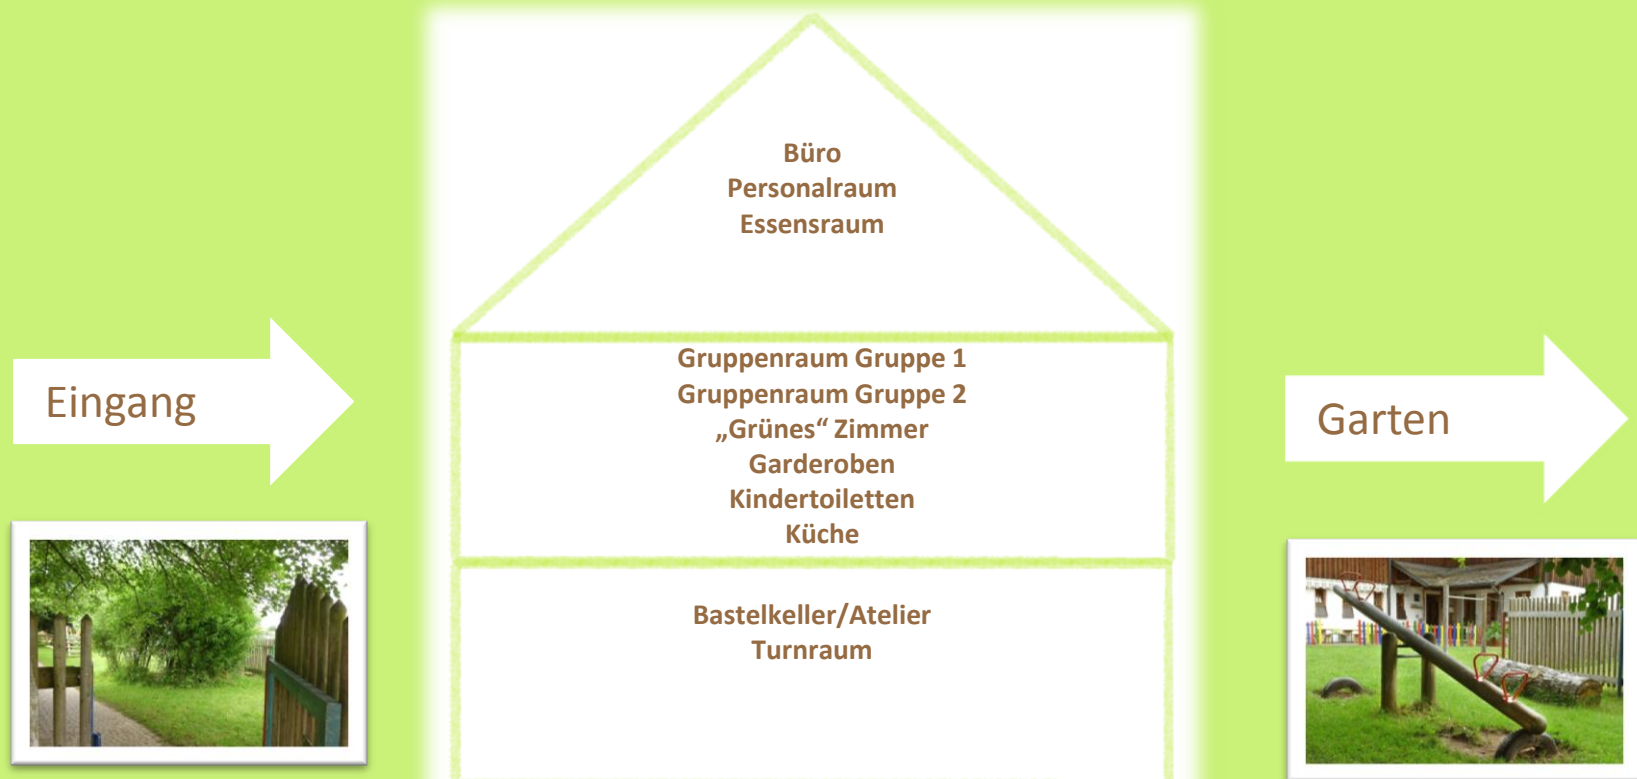 Büro
Personalraum
Essensraum
Eingang
Gruppenraum Gruppe 1
Gruppenraum Gruppe 2
„Grünes“ Zimmer
Garderoben
Kindertoiletten
Küche
Garten
Bastelkeller/Atelier
Turnraum